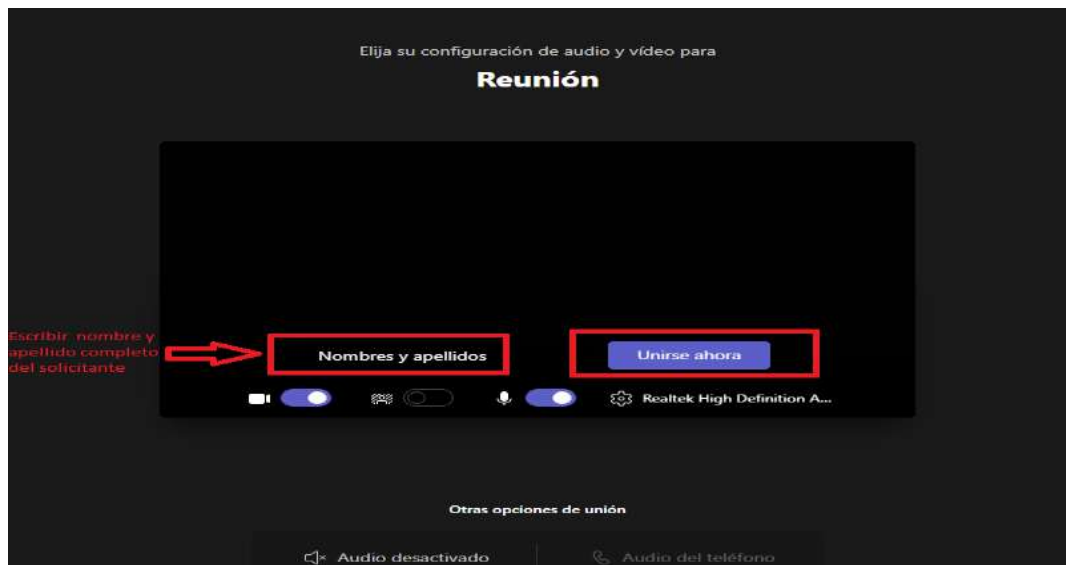 Elija su configuración de audio y vídeo para
Reunión
Escribir nombre y
apellido completo
del solicitante
Nombres y apellidos
Unirse ahora
Realtek High Definition A...
Otras opciones de unión
Audio desactivado
Audio del teléfono